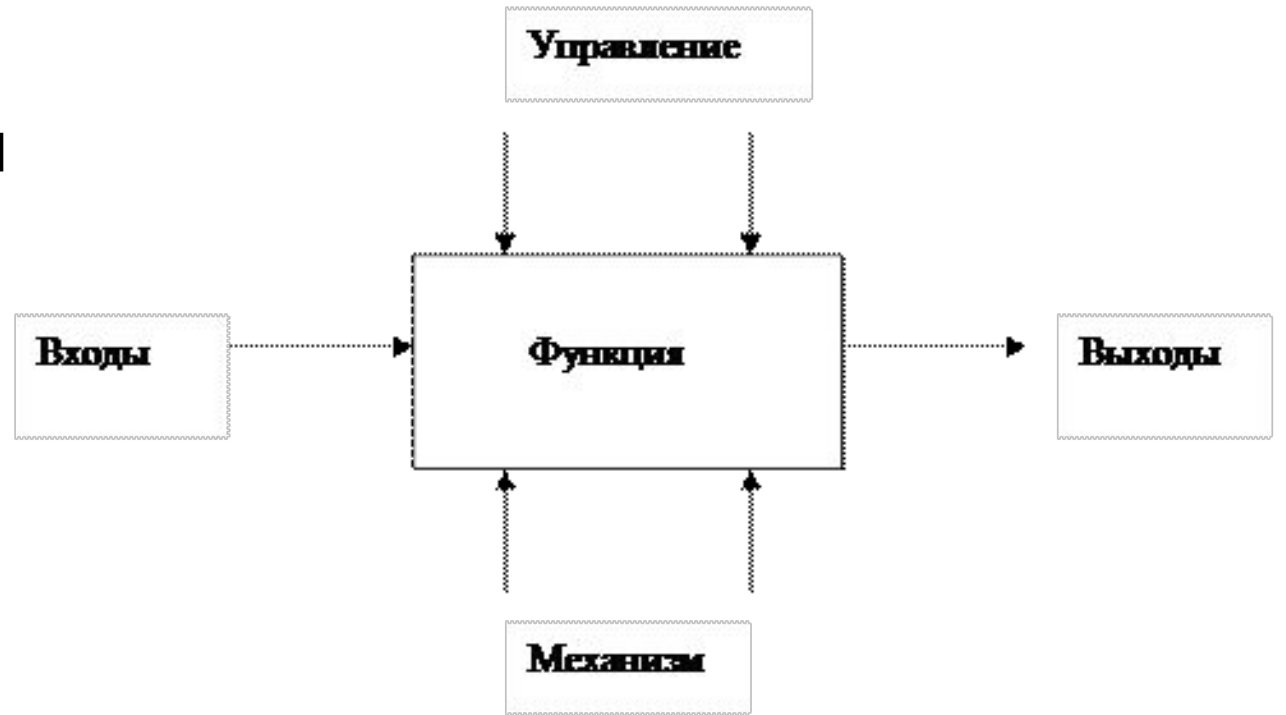 Управление
Входы
Функция
Выходы
Механизм